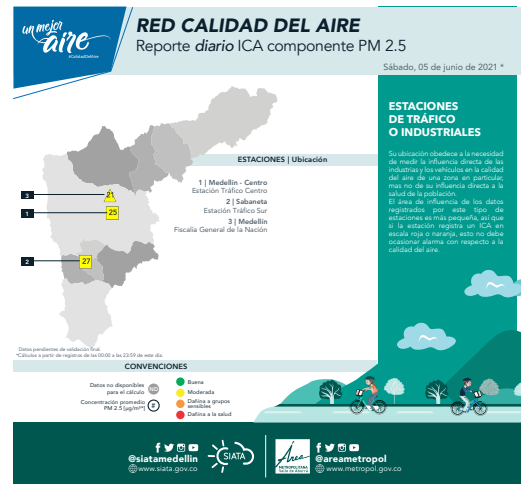 un mejor
aire
#CalidadDelAire
RED CALIDAD DEL AIRE
Reporte diario ICA componente PM 2.5
Sábado, 05 de junio de 2021 *
ESTACIONES | Ubicación
1 | Medellín - Centro
Estación Tráfico Centro
2 | Sabaneta
Estación Tráfico Sur
3 | Medellín
Fiscalía General de la Nación
3
21
1
25
2
27
ESTACIONES
DE TRÁFICO
O INDUSTRIALES
Su ubicación obedece a la necesidad
de medir la influencia directa de las
industrias y los vehículos en la calidad
del aire de una zona en particular,
mas no de su influencia directa a la
salud de la población.
El área de influencia de los datos
registrados por este tipo de
estaciones es más pequeña, así que
si la estación registra un ICA en
escala roja o naranja, esto no debe
ocasionar alarma con respecto a la
calidad del aire.
Datos pendientes de validación final.
*Cálculos a partir de registros de las 00:00 a las 23:59 de este día.
CONVENCIONES
Datos no disponibles
para el cálculo
ND
Concentración promedio
PM 2.5 [µg/m³*]
#
Buena
Moderada
Dañina a grupos
sensibles
Dañina a la salud
@siatamedellin
www.siata.gov.co
SIATA
Área
METROPOLITANA
Valle de Aburrá
@areametropol
www.metropol.gov.co